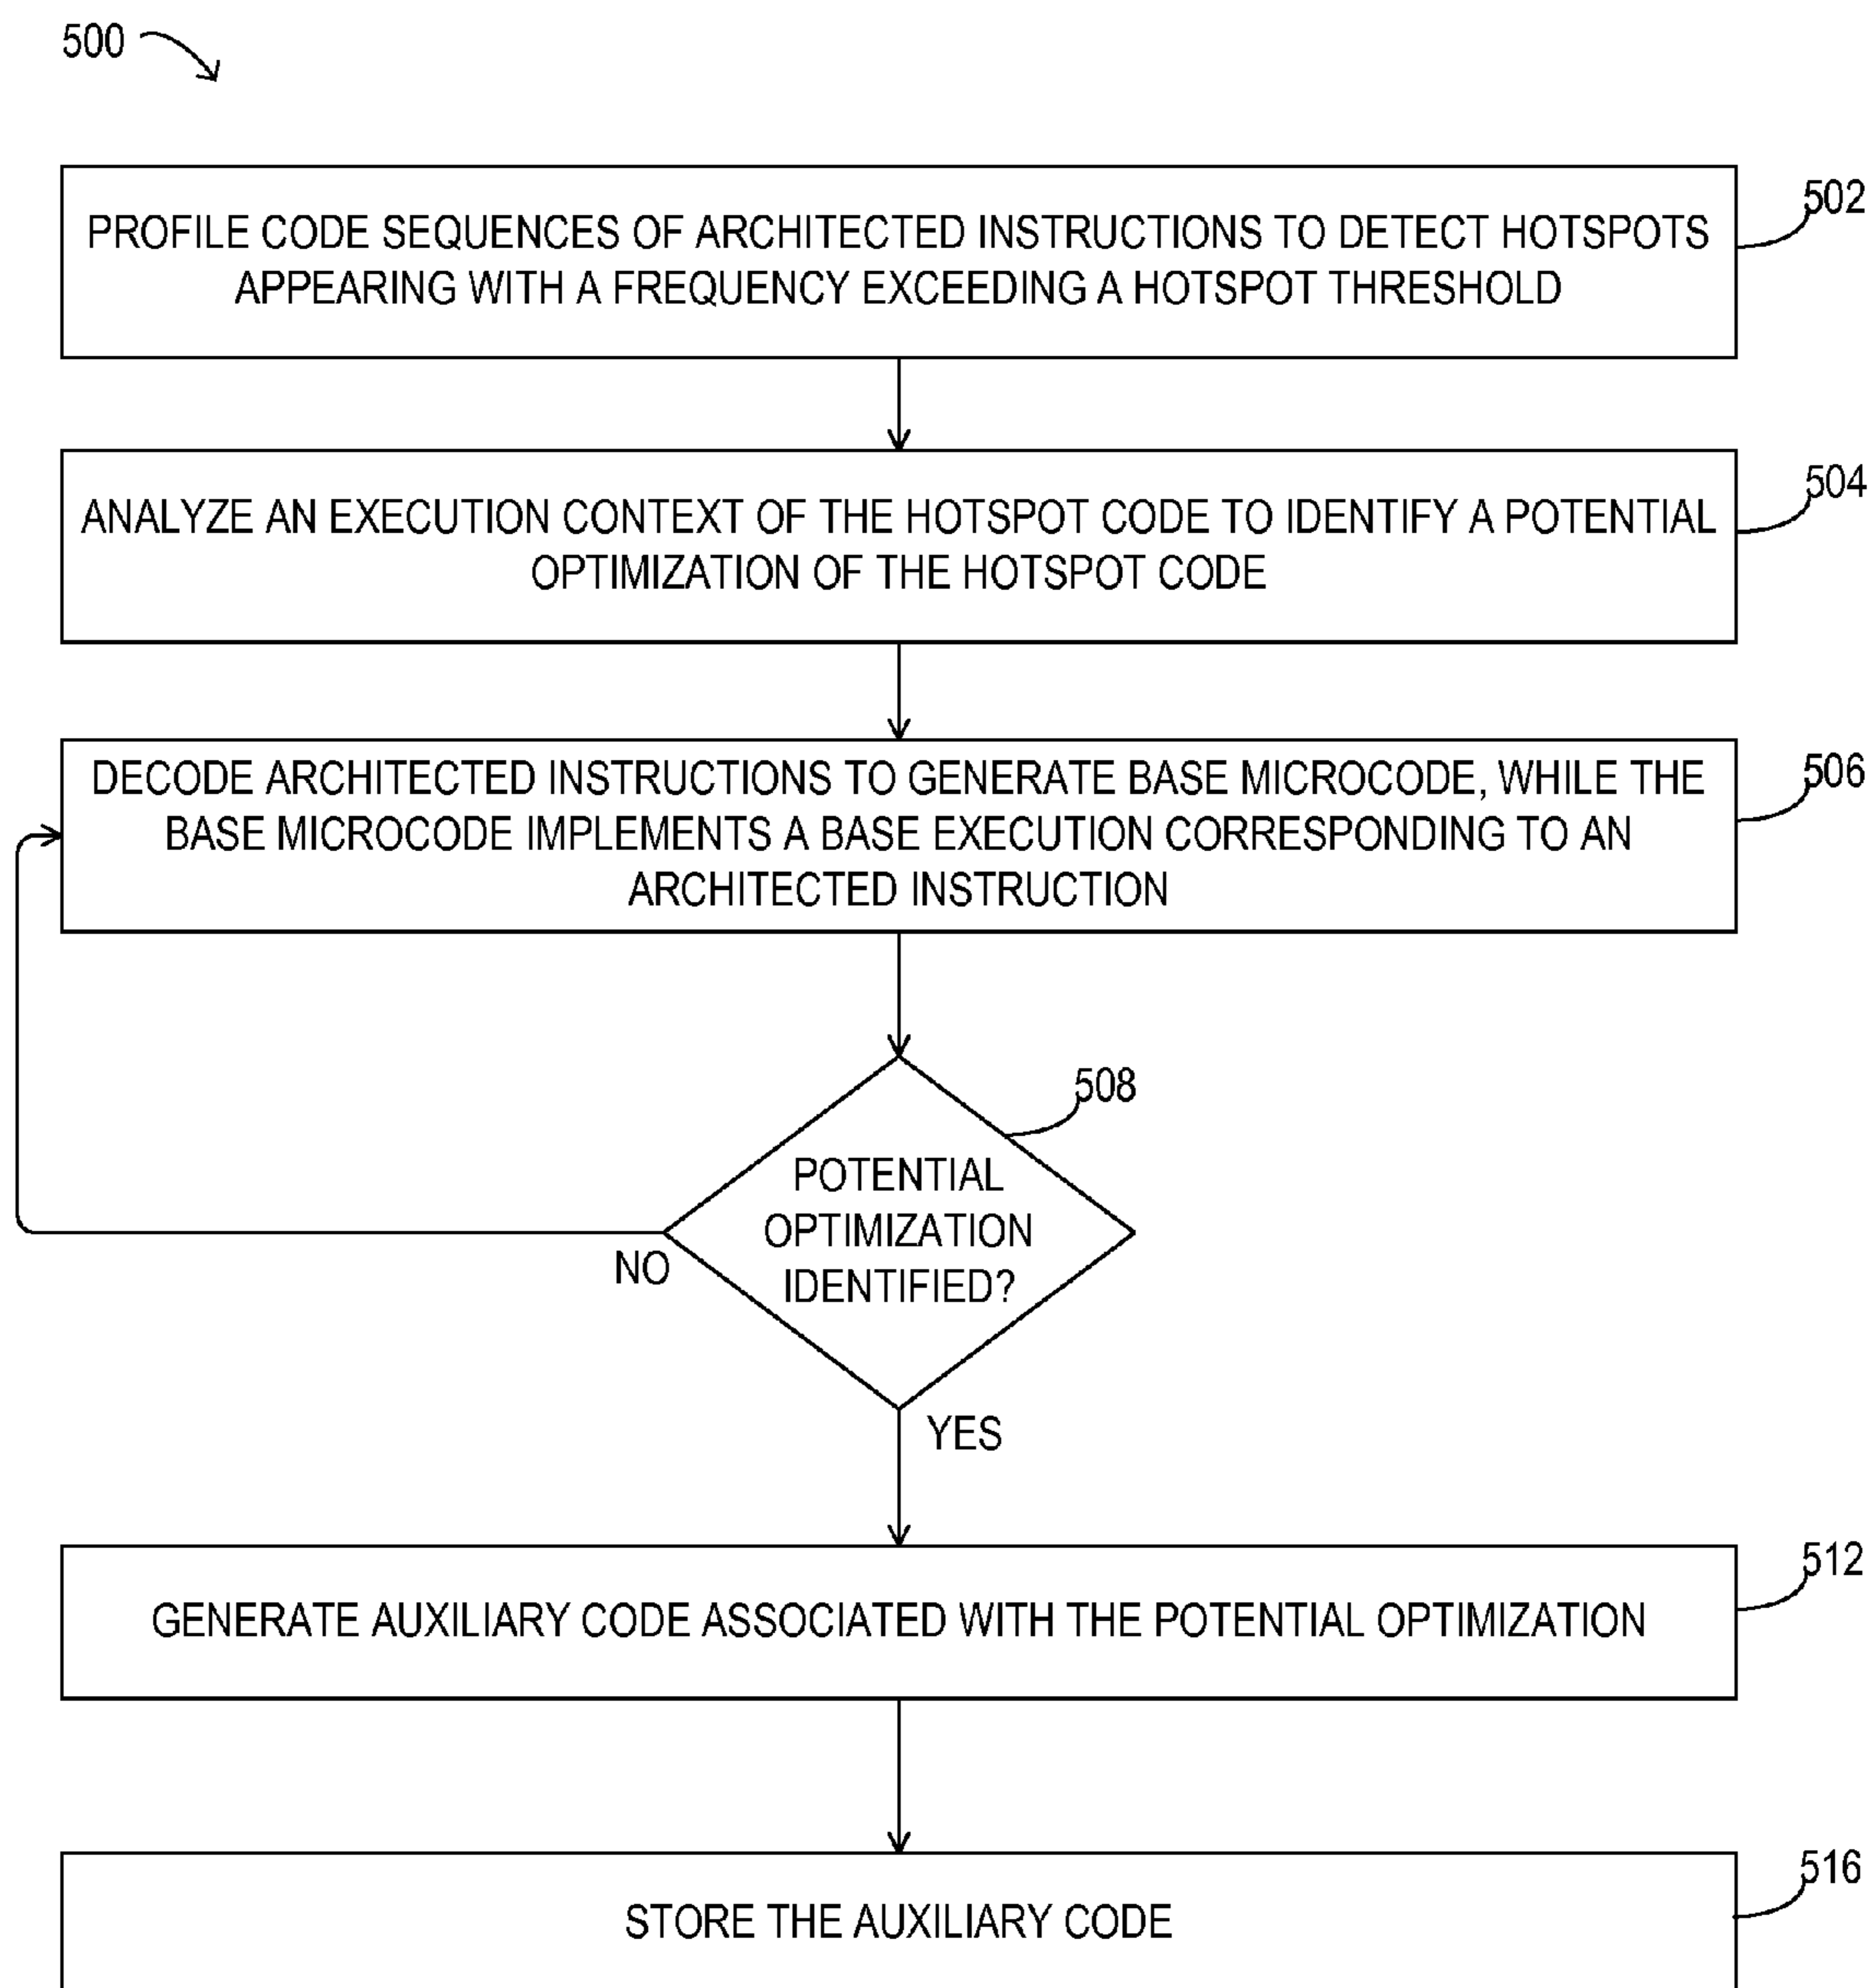 500
PROFILE CODE SEQUENCES OF ARCHITECTED INSTRUCTIONS TO DETECT HOTSPOTS
APPEARING WITH A FREQUENCY EXCEEDING A HOTSPOT THRESHOLD
502
ANALYZE AN EXECUTION CONTEXT OF THE HOTSPOT CODE TO IDENTIFY A POTENTIAL
OPTIMIZATION OF THE HOTSPOT CODE
504
DECODE ARCHITECTED INSTRUCTIONS TO GENERATE BASE MICROCODE, WHILE THE
BASE MICROCODE IMPLEMENTS A BASE EXECUTION CORRESPONDING TO AN
ARCHITECTED INSTRUCTION
506
508
POTENTIAL
OPTIMIZATION
IDENTIFIED?
NO
YES
GENERATE AUXILIARY CODE ASSOCIATED WITH THE POTENTIAL OPTIMIZATION
512
STORE THE AUXILIARY CODE
516